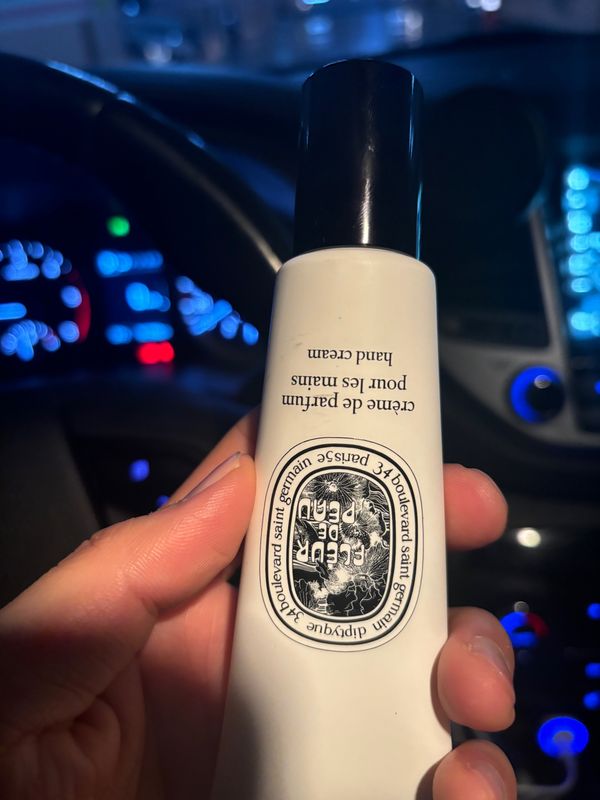 diptyque 34 boulevard saint germain paris5e 34 boulevard saint germain
FLEUR
DE
PEAU
crème de parfum
pour les mains
hand cream